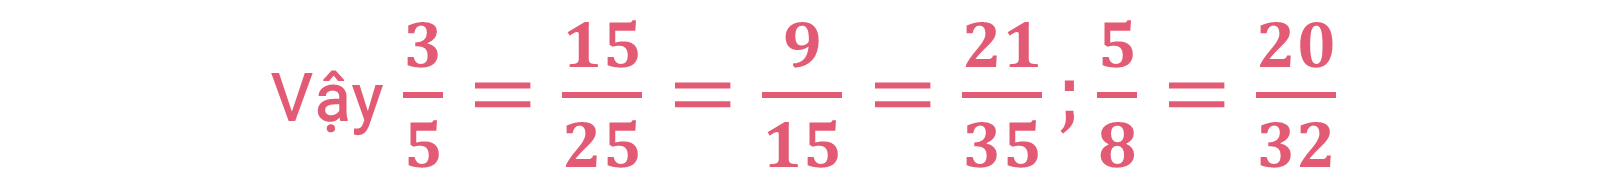 Vậy 3/5 = 15/25 = 9/15 = 21/35 ; 5/8 = 20/32